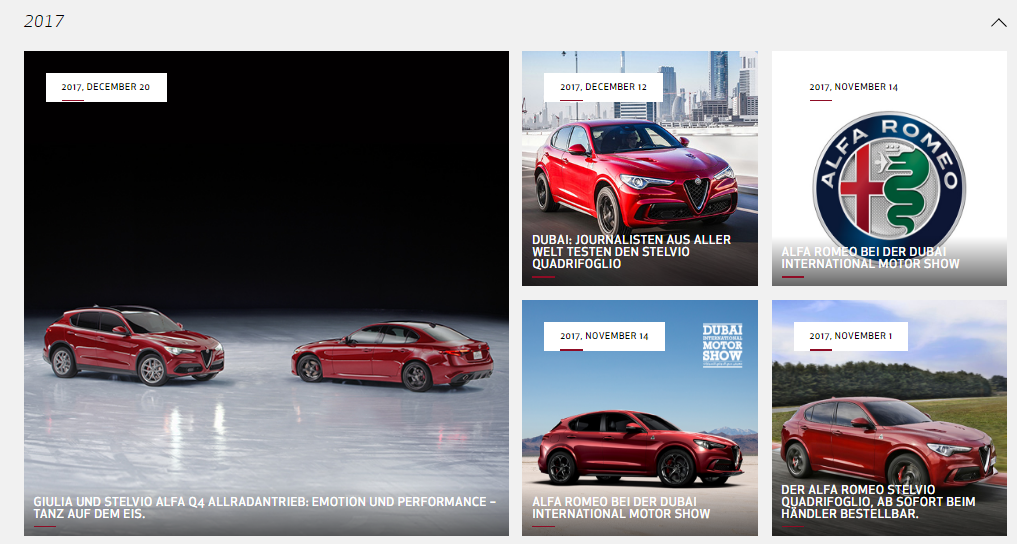 2017
2017, DECEMBER 20
GIULIA UND STELVIO ALFA Q4 ALLRADANTRIEB: EMOTION UND PERFORMANCE –
TANZ AUF DEM EIS.
2017, DECEMBER 12
DUBAI: JOURNALISTEN AUS ALLER
WELT TESTEN DEN STELVIO
QUADRIFOGLIO
2017, NOVEMBER 14
ALFA ROMEO
ALFA ROMEO BEI DER DUBAI
INTERNATIONAL MOTOR SHOW
2017, NOVEMBER 14
DUBAI
INTERNATIONAL
MOTOR
SHOW
ALFA ROMEO BEI DER DUBAI
INTERNATIONAL MOTOR SHOW
2017, NOVEMBER 1
DER ALFA ROMEO STELVIO
QUADRIFOGLIO, AB SOFORT BEIM
HÄNDLER BESTELLBAR.